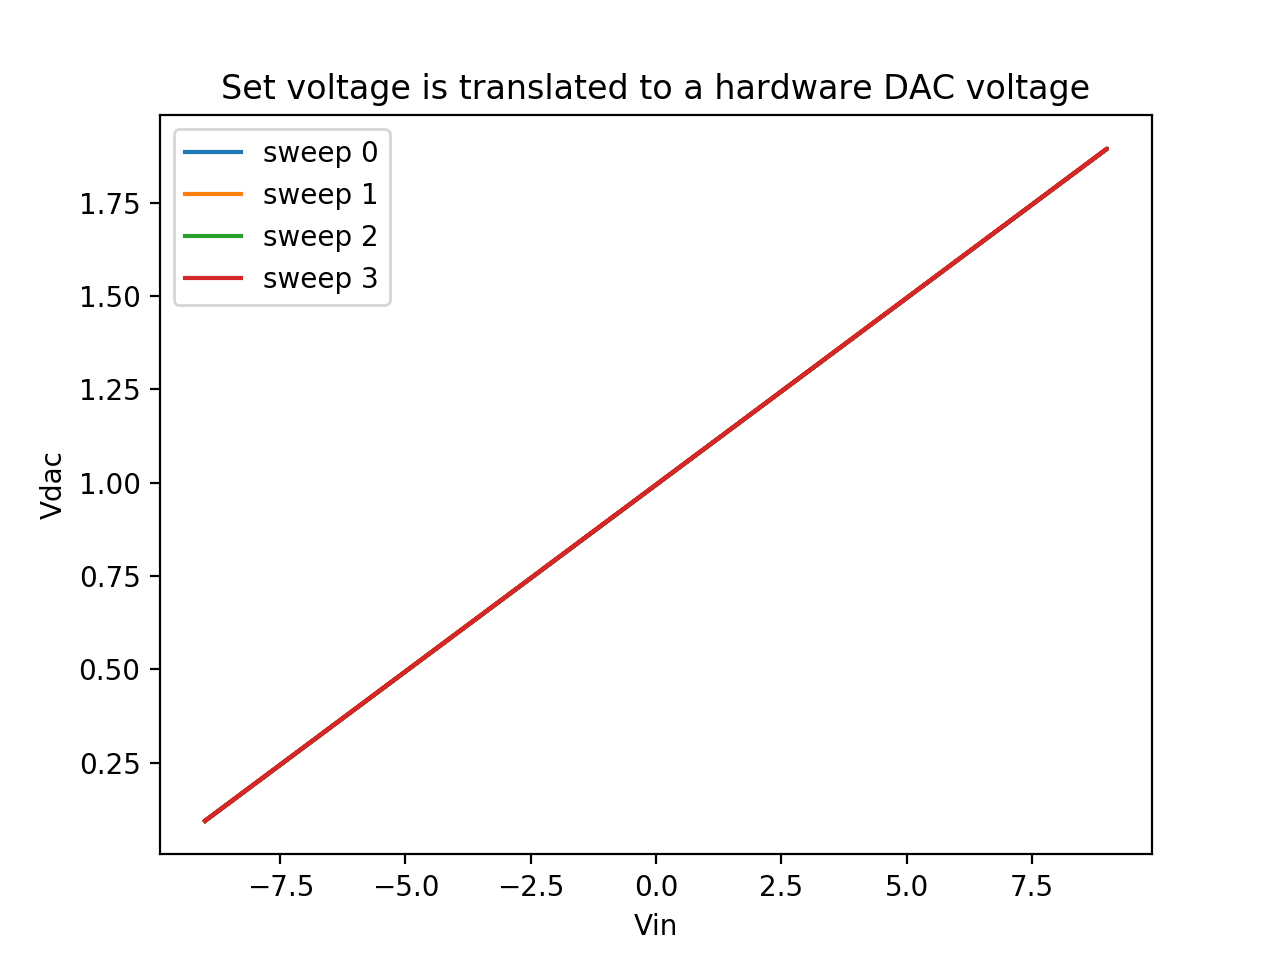 Set voltage is translated to a hardware DAC voltage
sweep 0
sweep 1
sweep 2
sweep 3
1.75
1.50
1.25
1.00
0.75
0.50
0.25
Vdac
−7.5 −5.0 −2.5 0.0 2.5 5.0 7.5
Vin